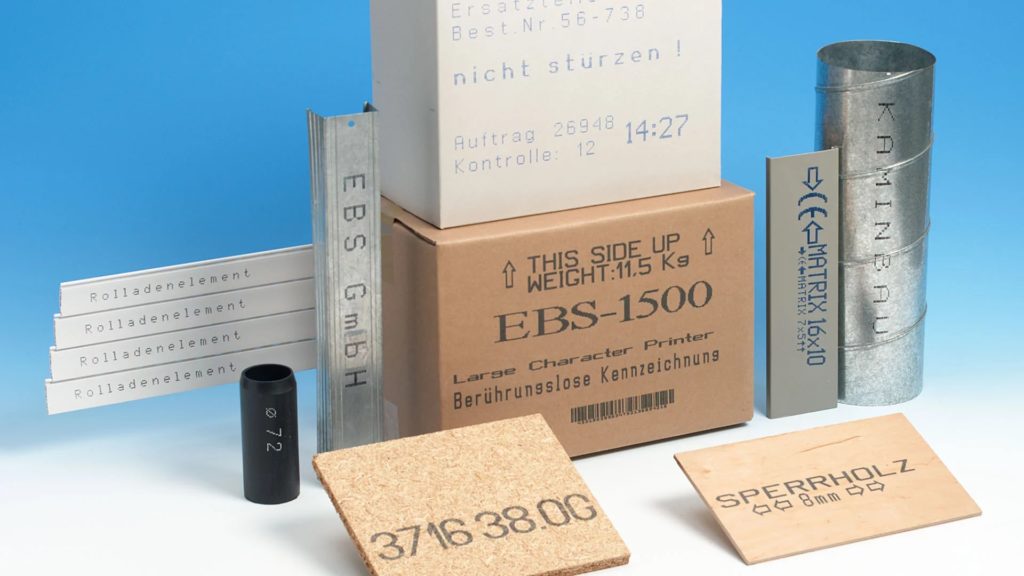 Best.Nr.56-738
nicht stürzen !
Auftrag 26948
Kontrolle: 12
14:27
THIS SIDE UP
WEIGHT:11.5 Kg
EBS-1500
Large Character Printer
Berührungslose Kennzeichnung
Rolladenelement
Rolladenelement
Rolladenelement
Rolladenelement
EBS GmbH
ø 72
MATRIX 16x10
MATRIX 7x5
KAMINBAU
3716 38.0G
SPERRHOLZ
8mm